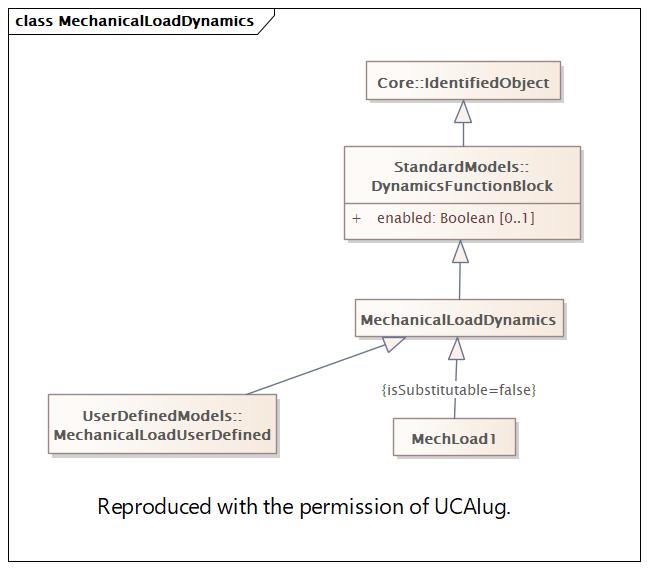 class MechanicalLoadDynamics
Core::IdentifiedObject
StandardModels::
DynamicsFunctionBlock
+ enabled: Boolean [0..1]
MechanicalLoadDynamics
{isSubstitutable=false}
UserDefinedModels::
MechanicalLoadUserDefined
MechLoad1
Reproduced with the permission of UCAIug.